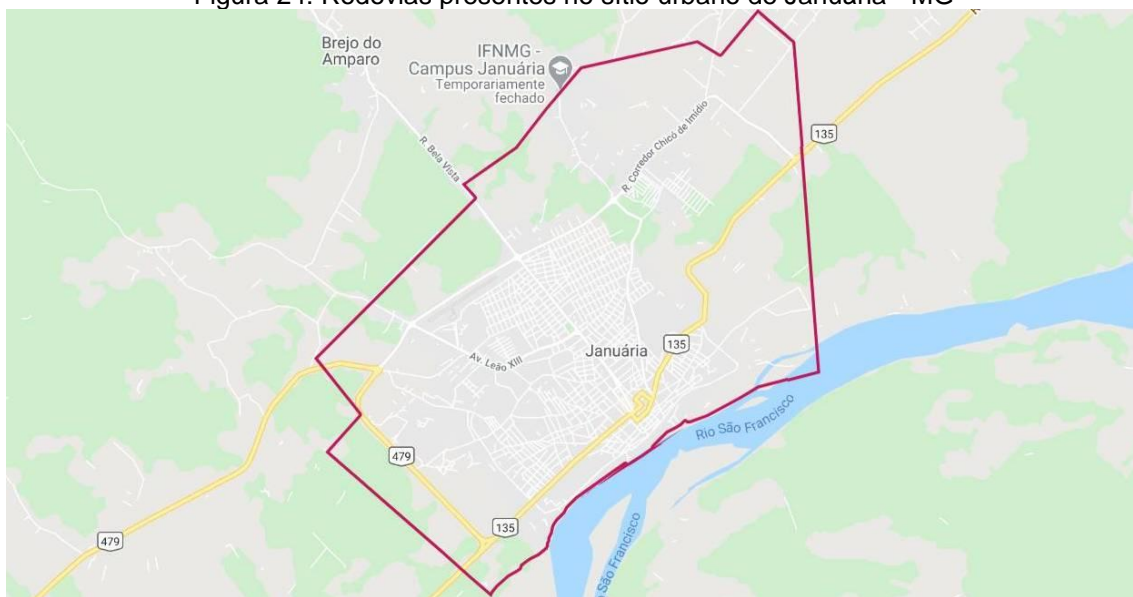 Figura 24: Rodovias presentes no sítio urbano de Januária - MG
Brejo do
Amparo
IFNMG -
Campus Januária
Temporariamente
fechado
135
R. Bela Vista
R. Corredor Chicó de Imídio
Januária
135
Av. Leão XIII
Rio São Francisco
479
135
479
São Francisco